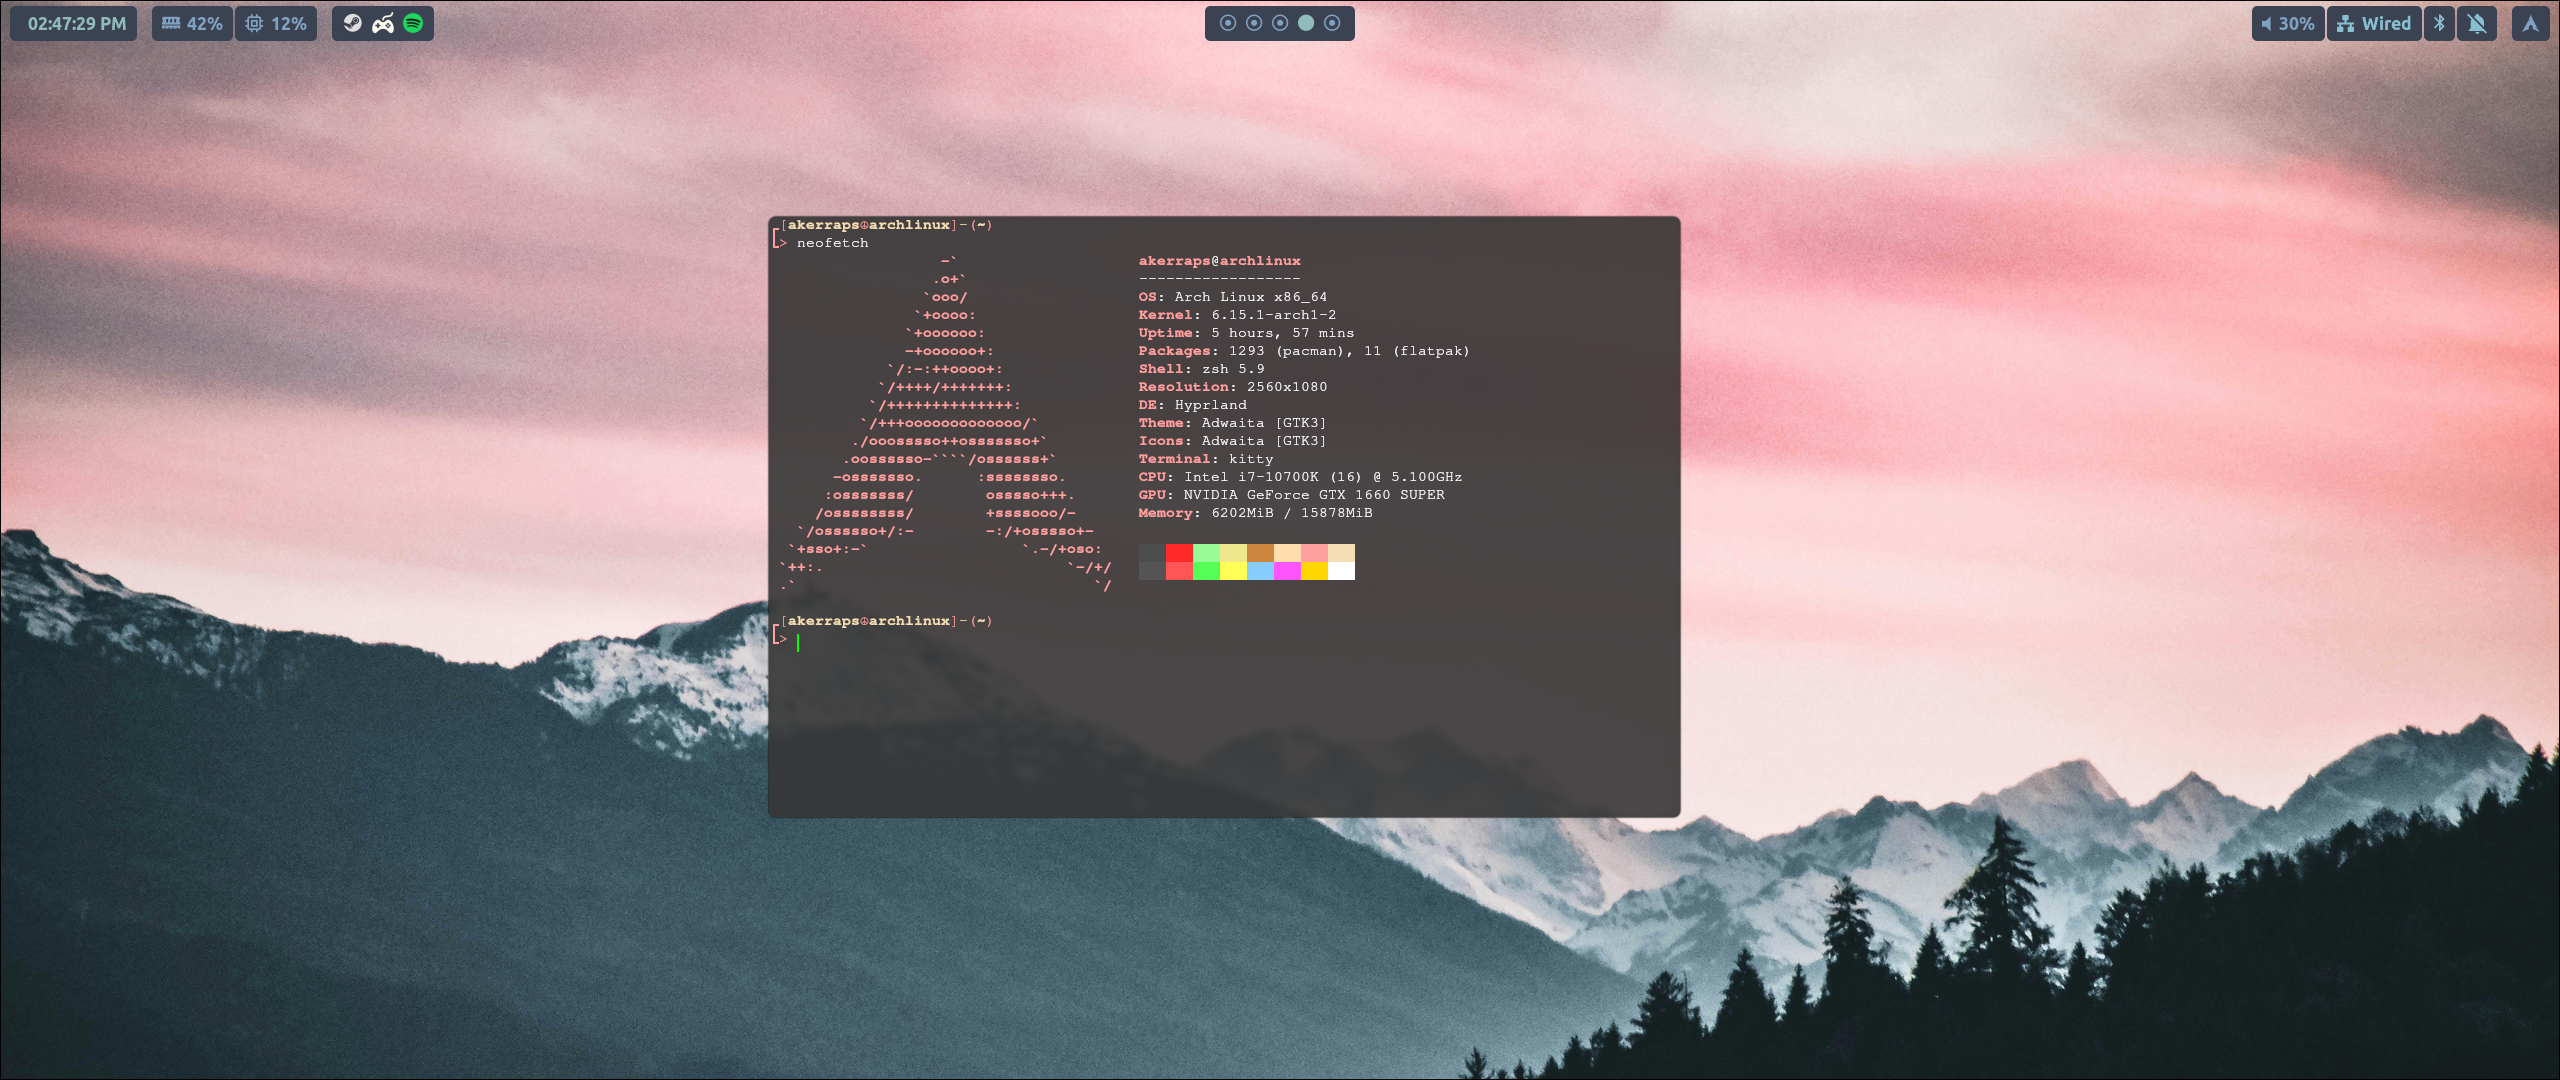 02:47:29 PM 42% 12% 30% Wired
[akerraps☮archlinux]-(~)
> neofetch
-`
.o+`
`ooo/
`+oooo:
`+oooooo:
-+oooooo+:
`/:-:++oooo+:
`/++++/+++++++:
`/++++++++++++++:
`/+++ooooooooooooo/`
./ooosssso++osssssso+`
.oossssso-````/ossssss+`
-osssssso.      :ssssssso.
:osssssss/        osssso+++.
/ossssssss/        +ssssooo/-
`/ossssso+/:-        -:/+osssso+-
`+sso+:-`                 `.-/+oso:
`++:.                           `-/+/
.`                                 `/
akerraps@archlinux
------------------
OS: Arch Linux x86_64
Kernel: 6.15.1-arch1-2
Uptime: 5 hours, 57 mins
Packages: 1293 (pacman), 11 (flatpak)
Shell: zsh 5.9
Resolution: 2560x1080
DE: Hyprland
Theme: Adwaita [GTK3]
Icons: Adwaita [GTK3]
Terminal: kitty
CPU: Intel i7-10700K (16) @ 5.100GHz
GPU: NVIDIA GeForce GTX 1660 SUPER
Memory: 6202MiB / 15878MiB
[akerraps☮archlinux]-(~)
>